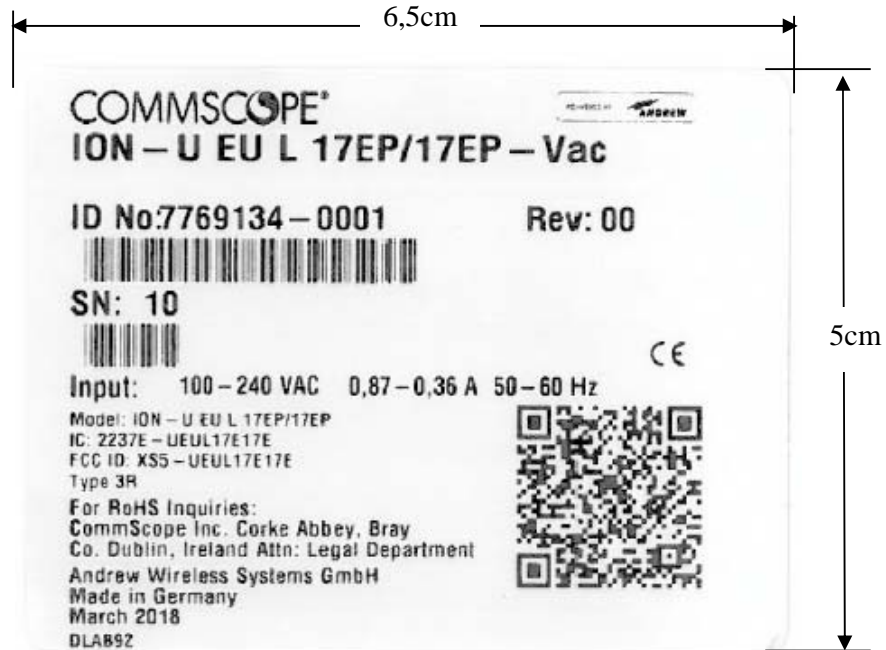 6,5cm
COMMSCOPE®
POWERED BY ANDREW
ION – U EU L 17EP/17EP – Vac
ID No:7769134–0001 Rev: 00
SN: 10
5cm
CE
Input: 100–240 VAC 0,87–0,36 A 50–60 Hz
Model: ION – U EU L 17EP/17EP
IC: 2237E–UEUL17E17E
FCC ID: XS5–UEUL17E17E
Type 3R
For RoHS Inquiries:
CommScope Inc. Corke Abbey, Bray
Co. Dublin, Ireland Attn: Legal Department
Andrew Wireless Systems GmbH
Made in Germany
March 2018